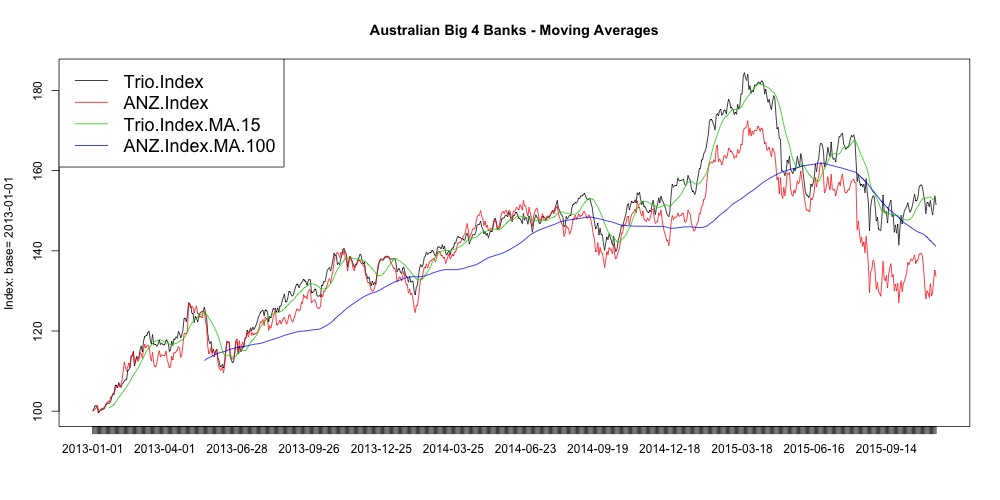 Australian Big 4 Banks - Moving Averages
Trio.Index
ANZ.Index
Trio.Index.MA.15
ANZ.Index.MA.100
Index: base= 2013-01-01
180
160
140
120
100
2013-01-01 2013-04-01 2013-06-28 2013-09-26 2013-12-25 2014-03-25 2014-06-23 2014-09-19 2014-12-18 2015-03-18 2015-06-16 2015-09-14